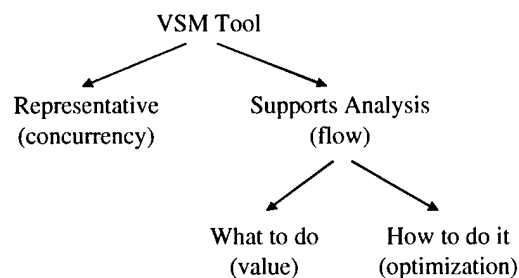 VSM Tool
Representative
(concurrency)
Supports Analysis
(flow)
What to do
(value)
How to do it
(optimization)